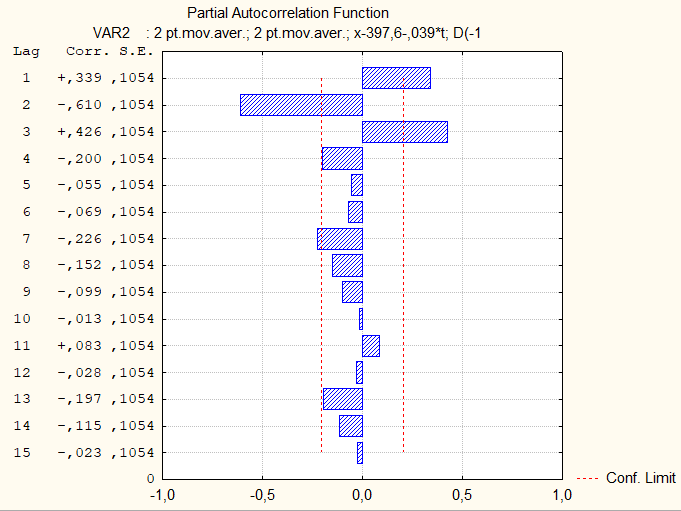 Partial Autocorrelation Function
VAR2 : 2 pt.mov.aver.; 2 pt.mov.aver.; x-397,6-,039*t; D(-1
Lag Corr. S.E.
1 +,339 ,1054
2 -,610 ,1054
3 +,426 ,1054
4 -,200 ,1054
5 -,055 ,1054
6 -,069 ,1054
7 -,226 ,1054
8 -,152 ,1054
9 -,099 ,1054
10 -,013 ,1054
11 +,083 ,1054
12 -,028 ,1054
13 -,197 ,1054
14 -,115 ,1054
15 -,023 ,1054
0
-1,0 -0,5 0,0 0,5 1,0
Conf. Limit